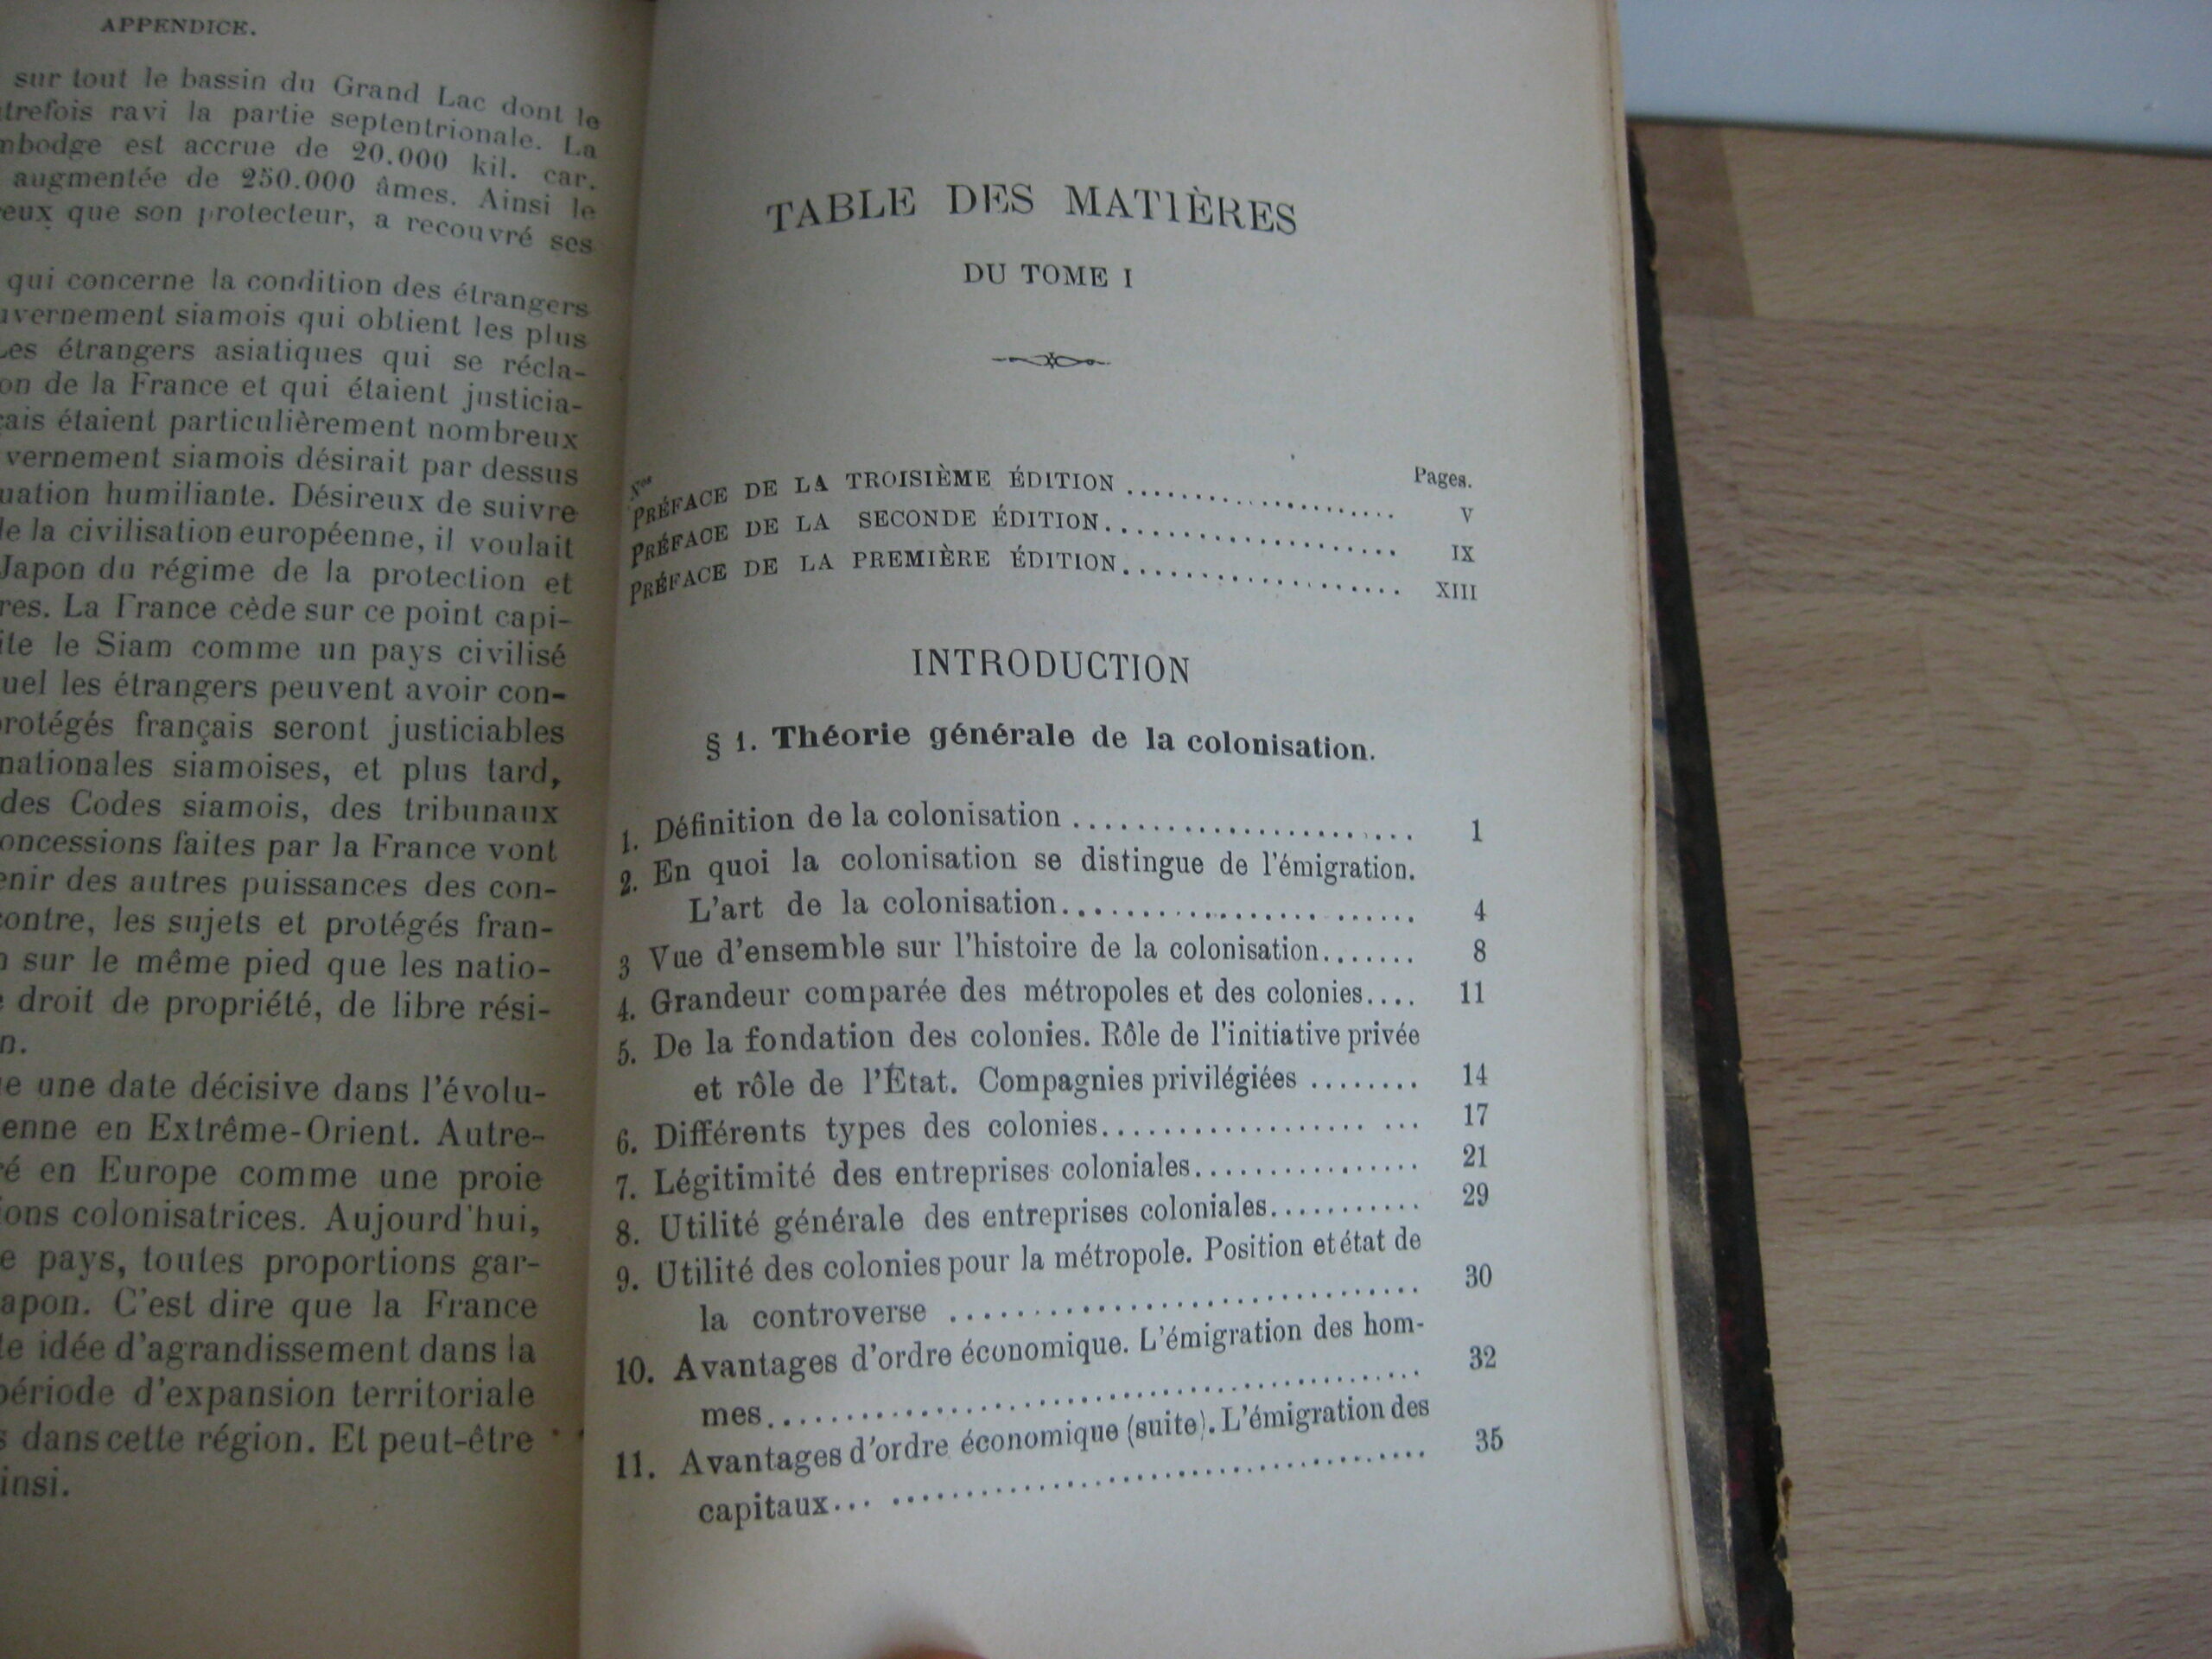 APPENDICE.
sur tout le bassin du Grand Lac dont le
trefois ravi la partie septentrionale. La
mbodge est accrue de 20.000 kil. car.
augmentée de 250.000 âmes. Ainsi le
eux que son protecteur, a recouvré ses
qui concerne la condition des étrangers
uvernement siamois qui obtient les plus
Les étrangers asiatiques qui se récla-
on de la France et qui étaient justicia-
çais étaient particulièrement nombreux
vernement siamois désirait par dessus
uation humiliante. Désireux de suivre
de la civilisation européenne, il voulait
Japon du régime de la protection et
res. La France cède sur ce point capi-
ite le Siam comme un pays civilisé
uel les étrangers peuvent avoir con-
rotégés français seront justiciables
nationales siamoises, et plus tard,
des Codes siamois, des tribunaux
oncessions faites par la France vont
enir des autres puissances des con-
contre, les sujets et protégés fran-
n sur le même pied que les natio-
e droit de propriété, de libre rési-
n.
e une date décisive dans l'évolu-
enne en Extrême-Orient. Autre-
ré en Europe comme une proie
ions colonisatrices. Aujourd'hui,
e pays, toutes proportions gar-
apon. C'est dire que la France
te idée d'agrandissement dans la
période d'expansion territoriale
s dans cette région. Et peut-être
insi.
TABLE DES MATIÈRES
DU TOME I
Nos Pages.
PRÉFACE DE LA TROISIÈME ÉDITION .................... V
PRÉFACE DE LA SECONDE ÉDITION..................... IX
PRÉFACE DE LA PREMIÈRE ÉDITION.................... XIII
INTRODUCTION
§ 1. Théorie générale de la colonisation.
1. Définition de la colonisation ...................... 1
2. En quoi la colonisation se distingue de l'émigration.
L'art de la colonisation....................... 4
3 Vue d'ensemble sur l'histoire de la colonisation....... 8
4. Grandeur comparée des métropoles et des colonies.... 11
5. De la fondation des colonies. Rôle de l'initiative privée
et rôle de l'État. Compagnies privilégiées ........ 14
6. Différents types des colonies..................... 17
7. Légitimité des entreprises coloniales................ 21
8. Utilité générale des entreprises coloniales........... 29
9. Utilité des colonies pour la métropole. Position et état de
la controverse ................................ 30
10. Avantages d'ordre économique. L'émigration des hom-
mes.......................................... 32
11. Avantages d'ordre économique (suite). L'émigration des
capitaux... ................................... 35